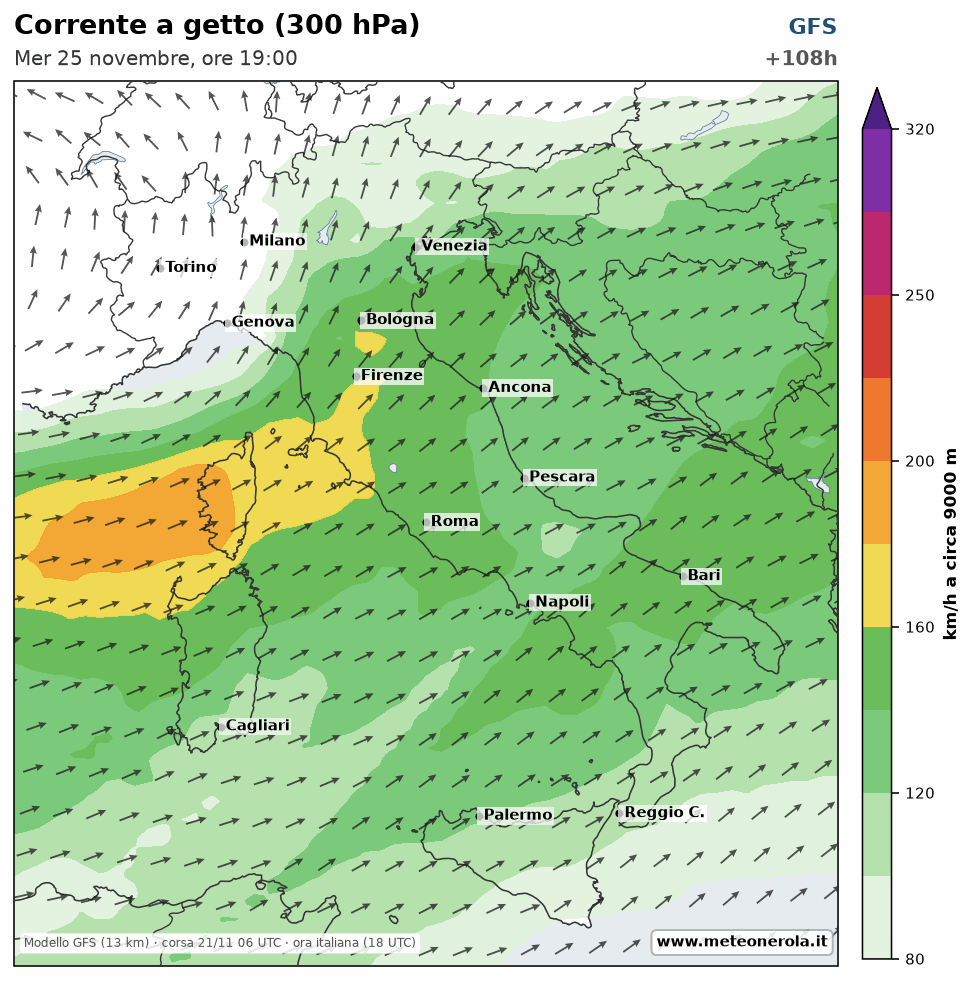 Corrente a getto (300 hPa)
GFS
Mer 25 novembre, ore 19:00
+108h
Milano
Venezia
Torino
Genova
Bologna
Firenze
Ancona
Pescara
Roma
Bari
Napoli
Cagliari
Palermo
Reggio C.
320
250
200
160
120
80
km/h a circa 9000 m
Modello GFS (13 km) · corsa 21/11 06 UTC · ora italiana (18 UTC)
www.meteonerola.it